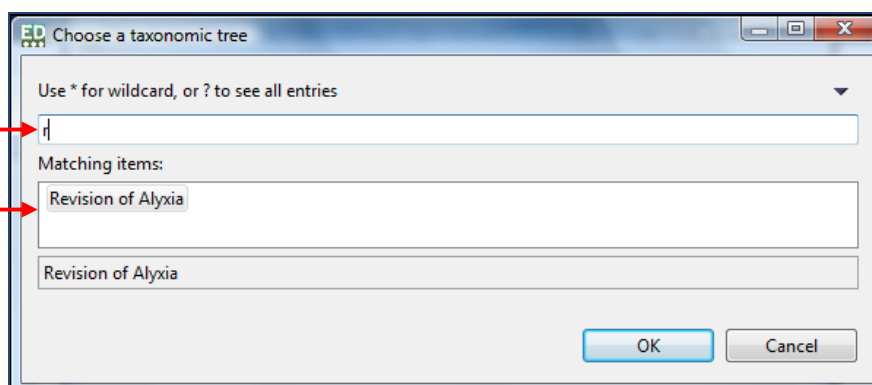 ED Choose a taxonomic tree
Use * for wildcard, or ? to see all entries
r
Matching items:
Revision of Alyxia
Revision of Alyxia
OK Cancel